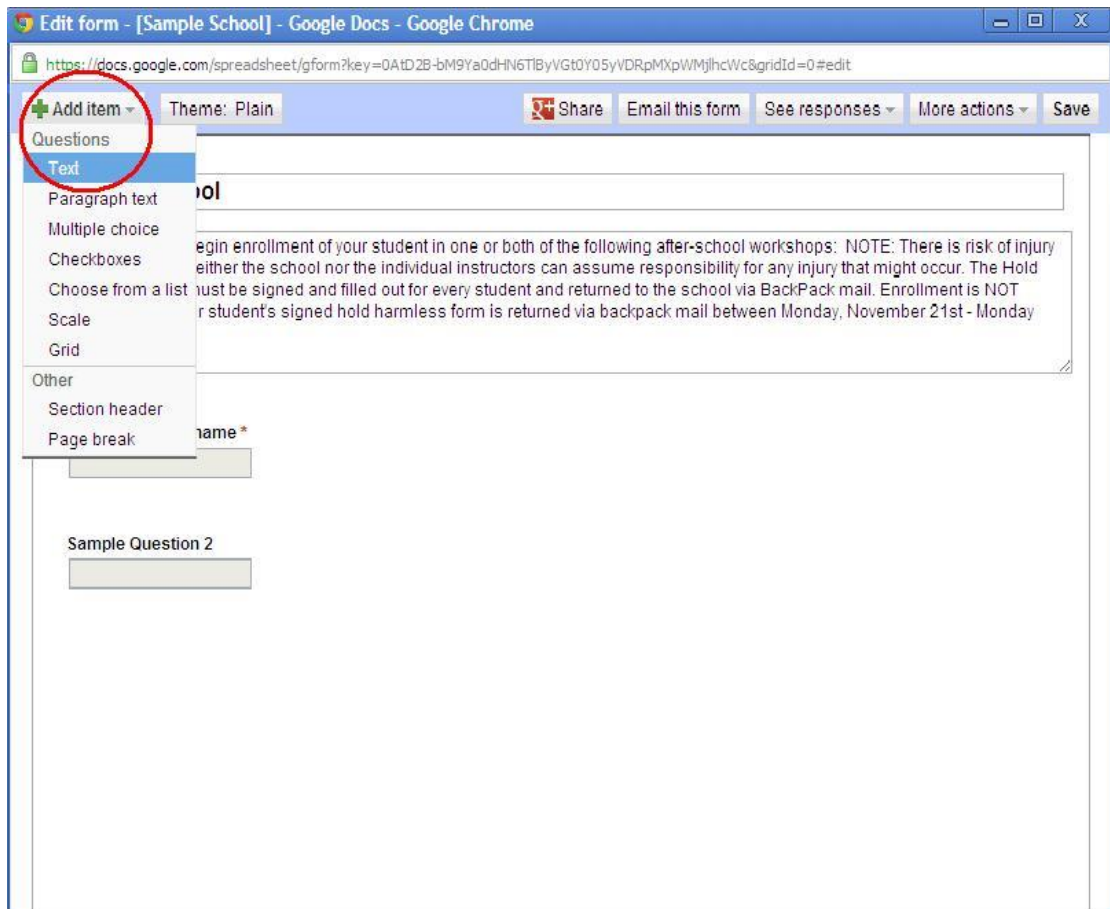 Edit form - [Sample School] - Google Docs - Google Chrome
https://docs.google.com/spreadsheet/gform?key=0AtD2B-bM9Ya0dHN6TlByVGt0Y05yVDRpMXpWMjlhcWc&gridId=0#edit
Add item Theme: Plain Share Email this form See responses More actions Save
Questions
Text
Paragraph text
Multiple choice
Checkboxes
Choose from a list
Scale
Grid
Other
Section header
Page break
ool
egin enrollment of your student in one or both of the following after-school workshops: NOTE: There is risk of injury
either the school nor the individual instructors can assume responsibility for any injury that might occur. The Hold
must be signed and filled out for every student and returned to the school via BackPack mail. Enrollment is NOT
r student's signed hold harmless form is returned via backpack mail between Monday, November 21st - Monday
name *
Sample Question 2